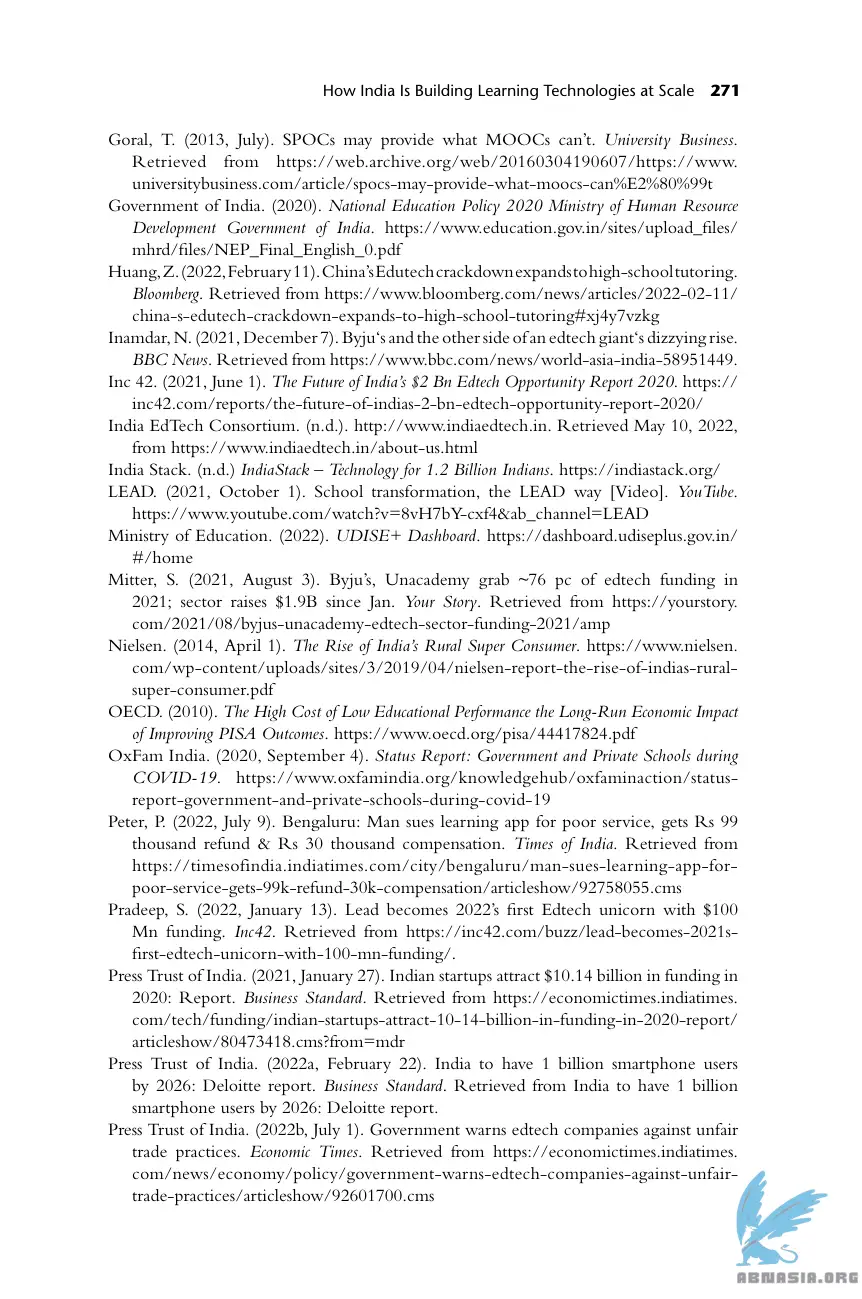 How India Is Building Learning Technologies at Scale 271
Goral, T. (2013, July). SPOCs may provide what MOOCs can't. University Business.
Retrieved from https://web.archive.org/web/20160304190607/https://www.
universitybusiness.com/article/spocs-may-provide-what-moocs-can%E2%80%99t
Government of India. (2020). National Education Policy 2020 Ministry of Human Resource
Development Government of India. https://www.education.gov.in/sites/upload_files/
mhrd/files/NEP_Final_English_0.pdf
Huang, Z. (2022, February 11). China's Edutech crackdown expands to high-school tutoring.
Bloomberg. Retrieved from https://www.bloomberg.com/news/articles/2022-02-11/
china-s-edutech-crackdown-expands-to-high-school-tutoring#xj4y7vzkg
Inamdar, N. (2021, December 7). Byju‘s and the other side of an edtech giant‘s dizzying rise.
BBC News. Retrieved from https://www.bbc.com/news/world-asia-india-58951449.
Inc 42. (2021, June 1). The Future of India's $2 Bn Edtech Opportunity Report 2020. https://
inc42.com/reports/the-future-of-indias-2-bn-edtech-opportunity-report-2020/
India EdTech Consortium. (n.d.). http://www.indiaedtech.in. Retrieved May 10, 2022,
from https://www.indiaedtech.in/about-us.html
India Stack. (n.d.) IndiaStack – Technology for 1.2 Billion Indians. https://indiastack.org/
LEAD. (2021, October 1). School transformation, the LEAD way [Video]. YouTube.
https://www.youtube.com/watch?v=8vH7bY-cxf4&ab_channel=LEAD
Ministry of Education. (2022). UDISE+ Dashboard. https://dashboard.udiseplus.gov.in/
#/home
Mitter, S. (2021, August 3). Byju's, Unacademy grab ~76 pc of edtech funding in
2021; sector raises $1.9B since Jan. Your Story. Retrieved from https://yourstory.
com/2021/08/byjus-unacademy-edtech-sector-funding-2021/amp
Nielsen. (2014, April 1). The Rise of India's Rural Super Consumer. https://www.nielsen.
com/wp-content/uploads/sites/3/2019/04/nielsen-report-the-rise-of-indias-rural-
super-consumer.pdf
OECD. (2010). The High Cost of Low Educational Performance the Long-Run Economic Impact
of Improving PISA Outcomes. https://www.oecd.org/pisa/44417824.pdf
OxFam India. (2020, September 4). Status Report: Government and Private Schools during
COVID-19. https://www.oxfamindia.org/knowledgehub/oxfaminaction/status-
report-government-and-private-schools-during-covid-19
Peter, P. (2022, July 9). Bengaluru: Man sues learning app for poor service, gets Rs 99
thousand refund & Rs 30 thousand compensation. Times of India. Retrieved from
https://timesofindia.indiatimes.com/city/bengaluru/man-sues-learning-app-for-
poor-service-gets-99k-refund-30k-compensation/articleshow/92758055.cms
Pradeep, S. (2022, January 13). Lead becomes 2022's first Edtech unicorn with $100
Mn funding. Inc42. Retrieved from https://inc42.com/buzz/lead-becomes-2021s-
first-edtech-unicorn-with-100-mn-funding/.
Press Trust of India. (2021, January 27). Indian startups attract $10.14 billion in funding in
2020: Report. Business Standard. Retrieved from https://economictimes.indiatimes.
com/tech/funding/indian-startups-attract-10-14-billion-in-funding-in-2020-report/
articleshow/80473418.cms?from=mdr
Press Trust of India. (2022a, February 22). India to have 1 billion smartphone users
by 2026: Deloitte report. Business Standard. Retrieved from India to have 1 billion
smartphone users by 2026: Deloitte report.
Press Trust of India. (2022b, July 1). Government warns edtech companies against unfair
trade practices. Economic Times. Retrieved from https://economictimes.indiatimes.
com/news/economy/policy/government-warns-edtech-companies-against-unfair-
trade-practices/articleshow/92601700.cms
ABNASIA.ORG